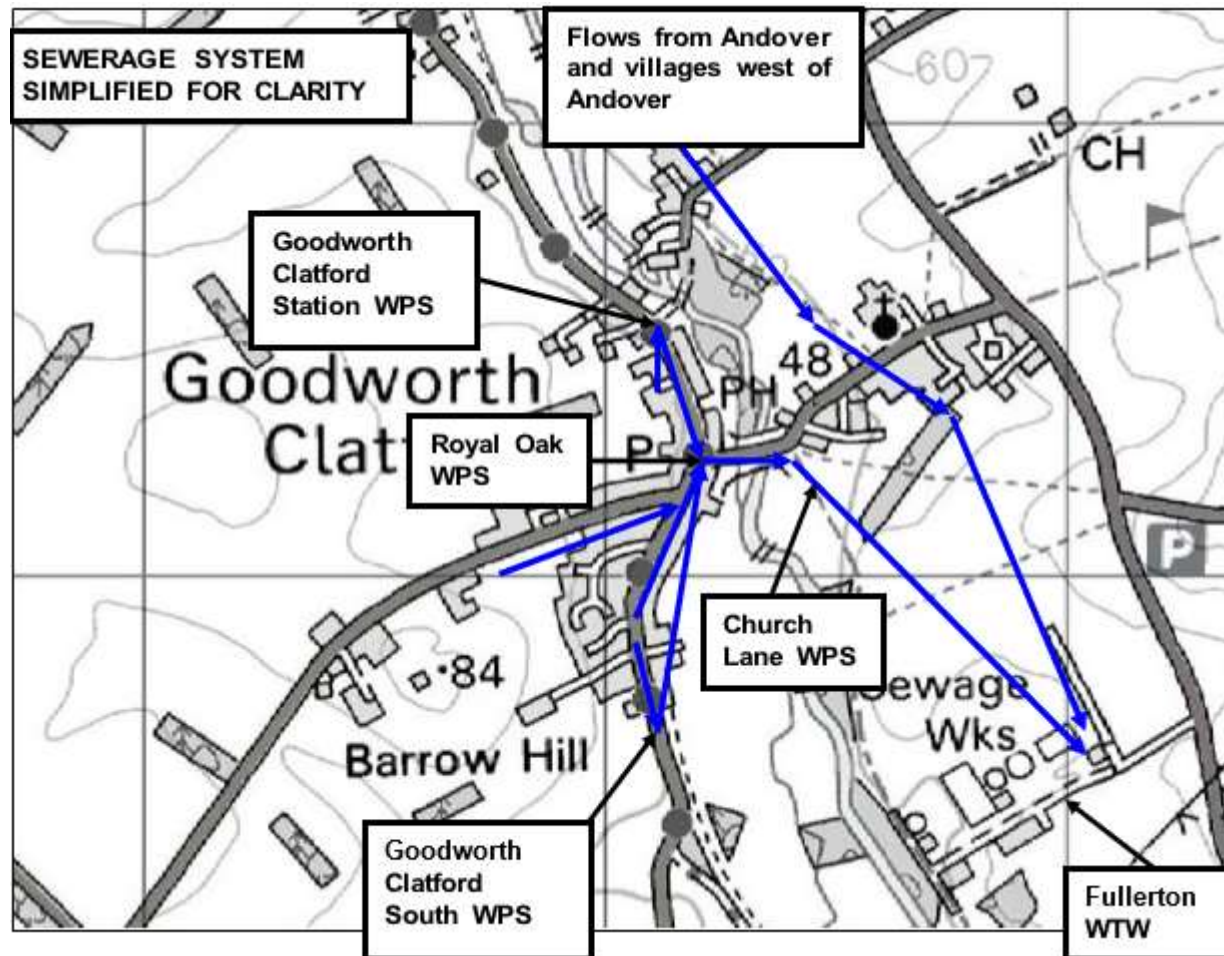 SEWERAGE SYSTEM
SIMPLIFIED FOR CLARITY
Flows from Andover
and villages west of
Andover
60
CH
Goodworth
Clatford
Station WPS
48
Goodworth
PH
Clatf
Royal Oak
WPS
P
P
Church
Lane WPS
84
Sewage
Wks
Barrow Hill
Goodworth
Clatford
South WPS
Fullerton
WTW